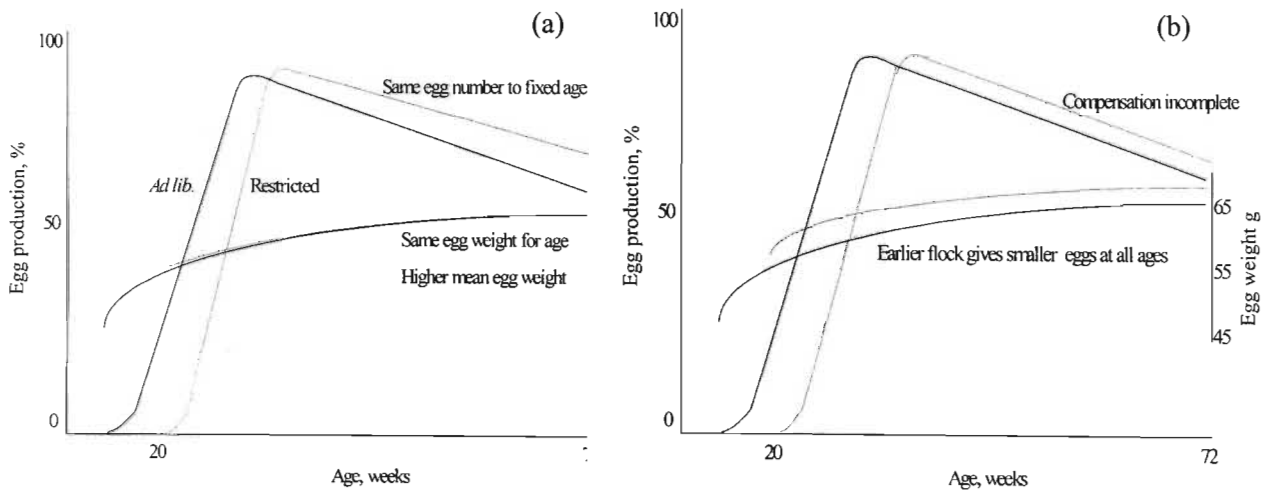 (a)
100
Same egg number to fixed age
Ad lib.
Restricted
50
Same egg weight for age
Higher mean egg weight
0
20
Age, weeks
Egg production, %
(b)
100
Compensation incomplete
50
65
Earlier flock gives smaller eggs at all ages
55
45
0
20
72
Age, weeks
Egg production, %
Egg weight g